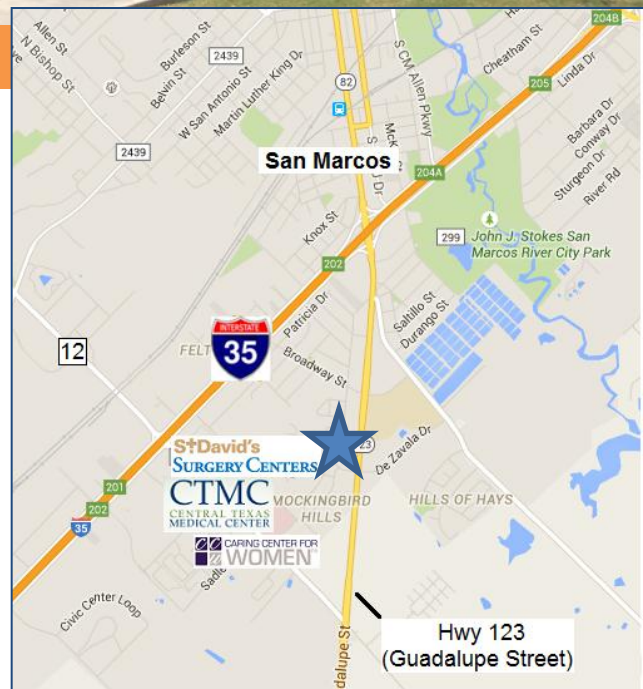 204B
Allen St
N Bishop St
Burleson St
2439
Belvin St
W San Antonio St
Martin Luther King Dr
82
S CM Allen Pkwy
Cheatham St
Linda Dr
205
Barbara Dr
Conway Dr
Sturgeon Dr
River Rd
2439
San Marcos
204A
Knox St
299
John J. Stokes San
Marcos River City Park
202
Patricia Dr
Saltillo St
Durango St
12
INTERSTATE
35
Broadway St
De Zavala Dr
St David's
SURGERY CENTERS
CTMC
CENTRAL TEXAS
MEDICAL CENTER
MOCKINGBIRD
HILLS
HILLS OF HAYS
201
202
35
CARING CENTER FOR
WOMEN
Civic Center Loop
Hwy 123
(Guadalupe Street)